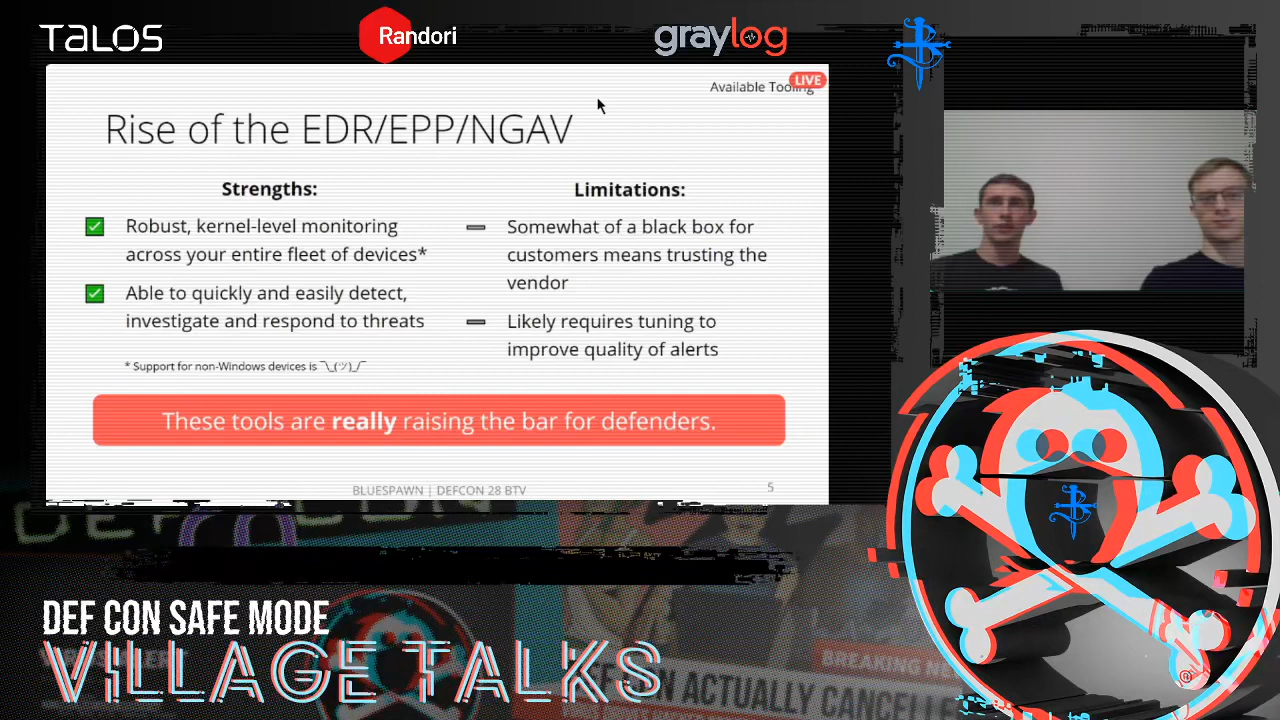 TALOS
Randori
graylog
LIVE
Available Tooling
Rise of the EDR/EPP/NGAV
Strengths:
Robust, kernel-level monitoring
across your entire fleet of devices*
Able to quickly and easily detect,
investigate and respond to threats
* Support for non-Windows devices is ¯\_(ツ)_/¯
Limitations:
Somewhat of a black box for
customers means trusting the
vendor
Likely requires tuning to
improve quality of alerts
These tools are really raising the bar for defenders.
BLUESPAWN | DEFCON 28 BTV
5
DEF CON
DEF CON SAFE MODE
VILLAGE TALKS
BREAKING NE
CON ACTUALLY CANCELLE